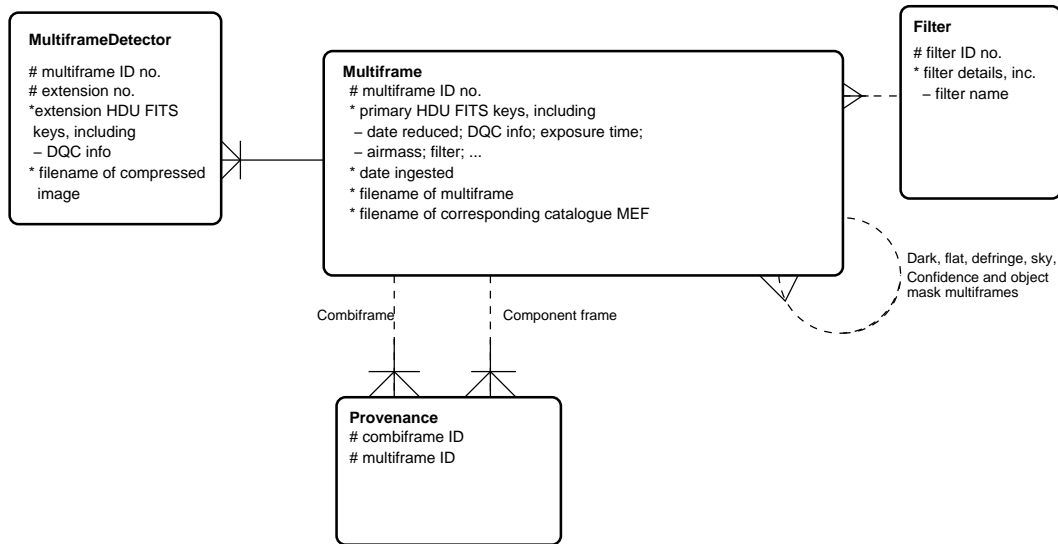 MultiframeDetector
# multiframe ID no.
# extension no.
*extension HDU FITS
keys, including
– DQC info
* filename of compressed
image
Multiframe
# multiframe ID no.
* primary HDU FITS keys, including
– date reduced; DQC info; exposure time;
– airmass; filter; ...
* date ingested
* filename of multiframe
* filename of corresponding catalogue MEF
Filter
# filter ID no.
* filter details, inc.
– filter name
Dark, flat, defringe, sky,
Confidence and object
mask multiframes
Combiframe
Component frame
Provenance
# combiframe ID
# multiframe ID